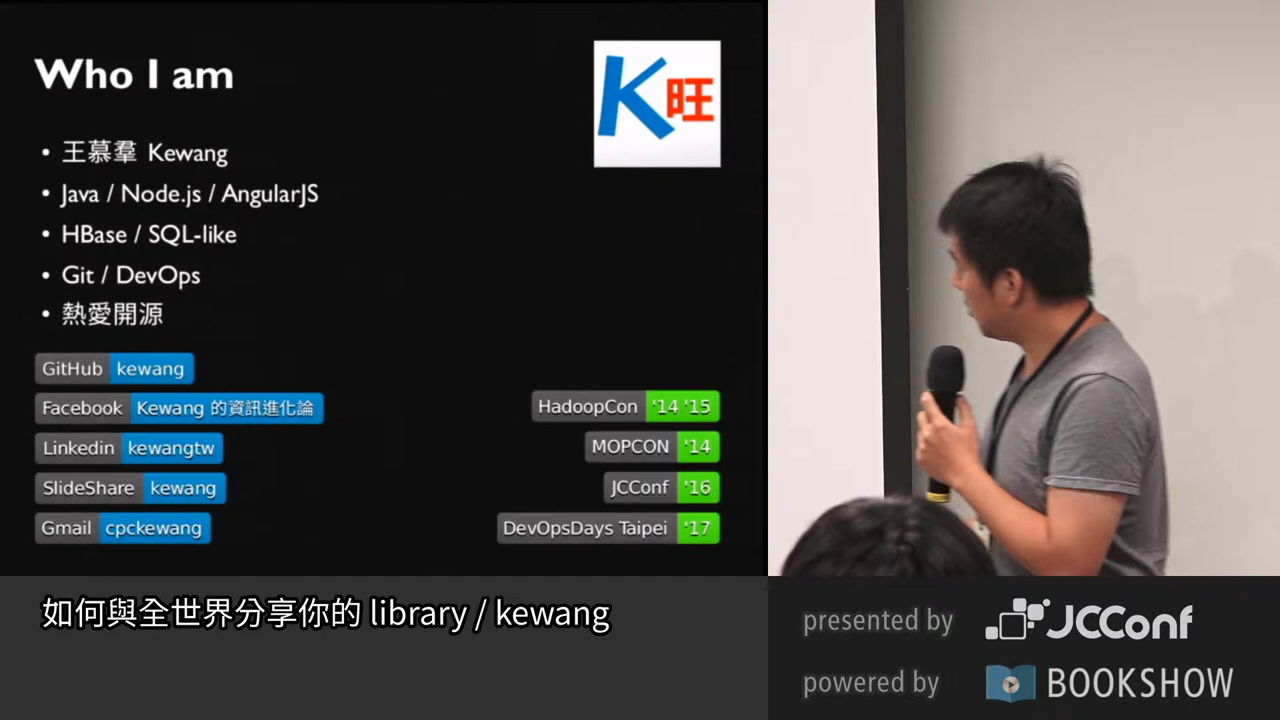 Who I am
K旺
• 王慕羣 Kewang
• Java / Node.js / AngularJS
• HBase / SQL-like
• Git / DevOps
• 熱愛開源
GitHub kewang
Facebook Kewang 的資訊進化論
Linkedin kewangtw
SlideShare kewang
Gmail cpckewang
HadoopCon '14 '15
MOPCON '14
JCConf '16
DevOpsDays Taipei '17
如何與全世界分享你的 library / kewang
presented by JCConf
powered by BOOKSHOW